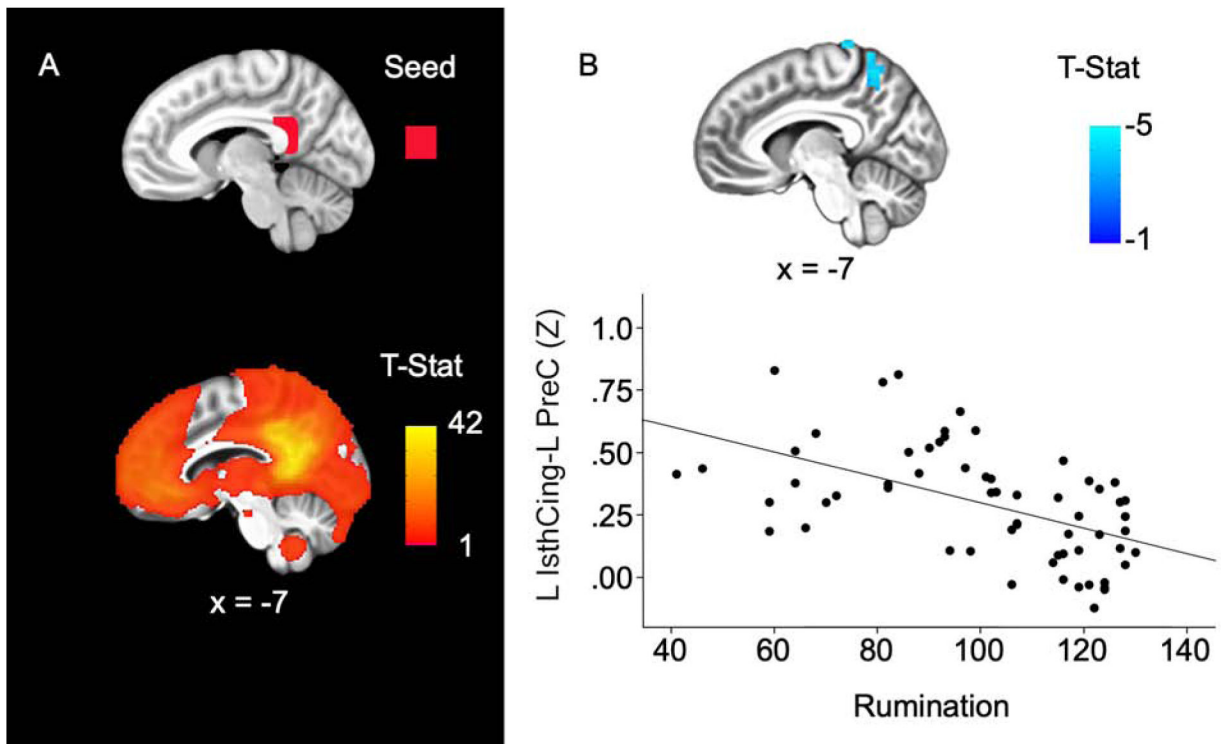 A
Seed
T-Stat
42
1
x = -7
B
T-Stat
-5
-1
x = -7
L IsthCing-L PreC (Z)
1.0
.75
.50
.25
.00
40 60 80 100 120 140
Rumination